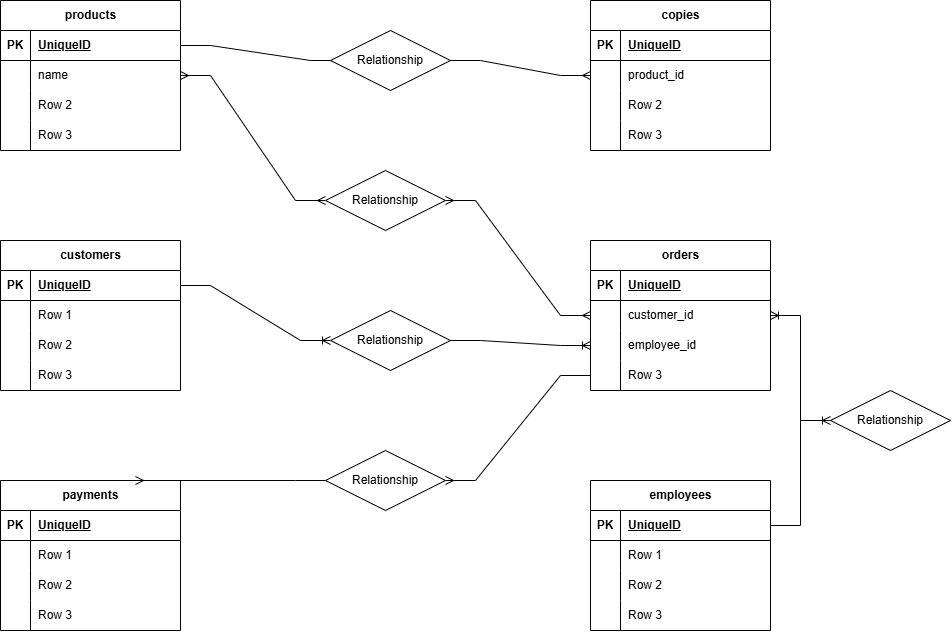 products
PK UniqueID
name
Row 2
Row 3
Relationship
copies
PK UniqueID
product_id
Row 2
Row 3
Relationship
customers
PK UniqueID
Row 1
Row 2
Row 3
Relationship
orders
PK UniqueID
customer_id
employee_id
Row 3
Relationship
Relationship
payments
PK UniqueID
Row 1
Row 2
Row 3
employees
PK UniqueID
Row 1
Row 2
Row 3